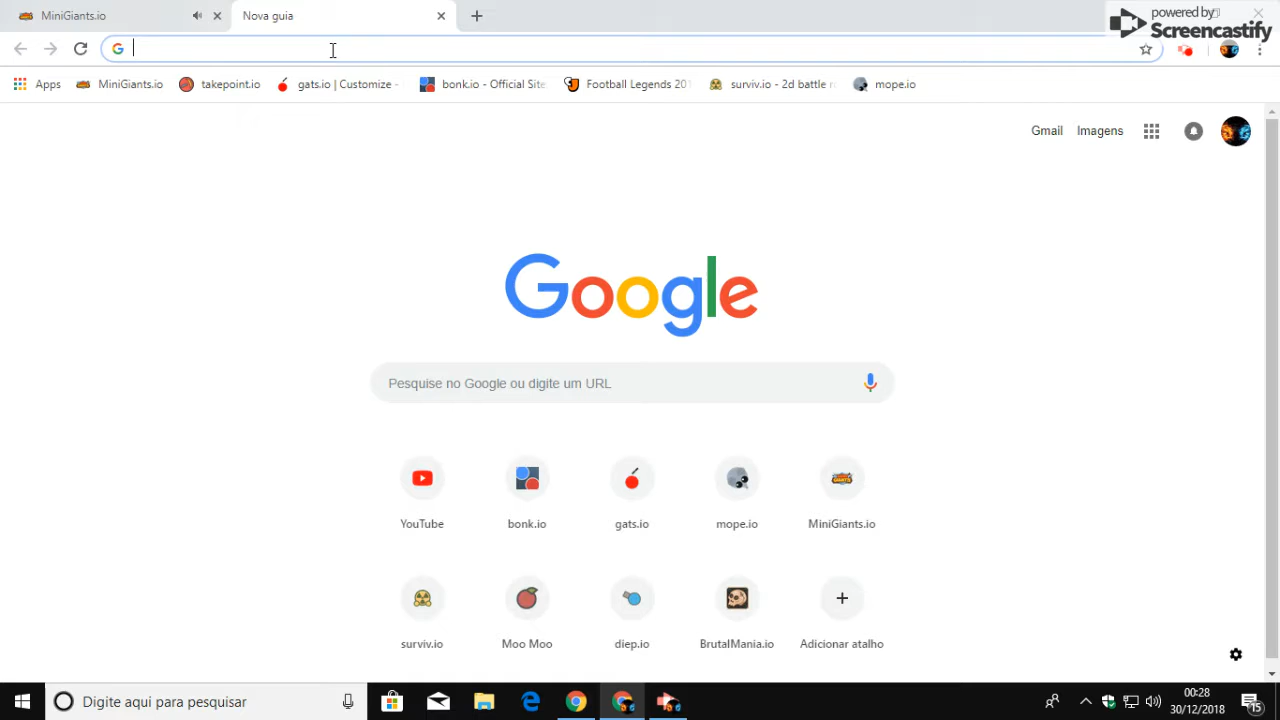 MiniGiants.io
Nova guia
powered by
Screencastify
Apps
MiniGiants.io
takepoint.io
gats.io | Customize
bonk.io - Official Site
Football Legends 201
surviv.io - 2d battle r
mope.io
Gmail
Imagens
Google
Pesquise no Google ou digite um URL
YouTube
bonk.io
gats.io
mope.io
MiniGiants.io
surviv.io
Moo Moo
diep.io
BrutalMania.io
Adicionar atalho
Digite aqui para pesquisar
00:28
30/12/2018
15